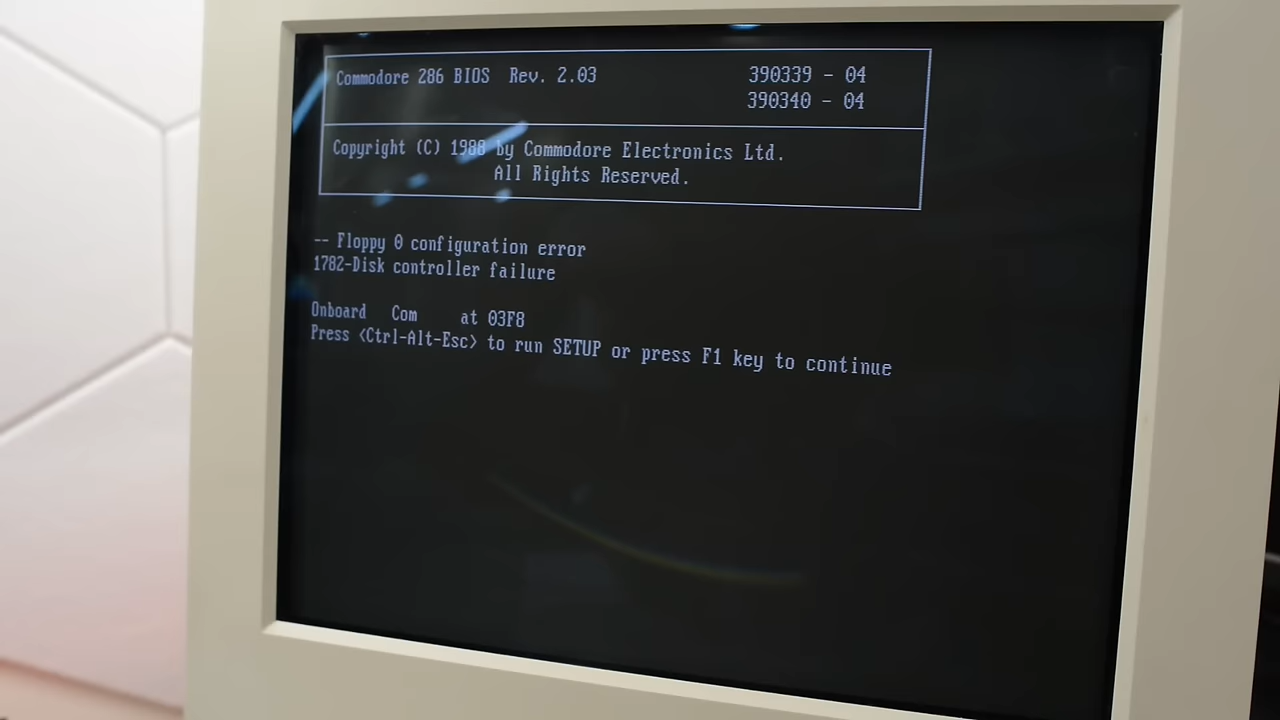 Commodore 286 BIOS Rev. 2.03 390339 - 04
390340 - 04
Copyright (C) 1988 by Commodore Electronics Ltd.
All Rights Reserved.
-- Floppy 0 configuration error
1782-Disk controller failure
Onboard Com at 03F8
Press <Ctrl-Alt-Esc> to run SETUP or press F1 key to continue